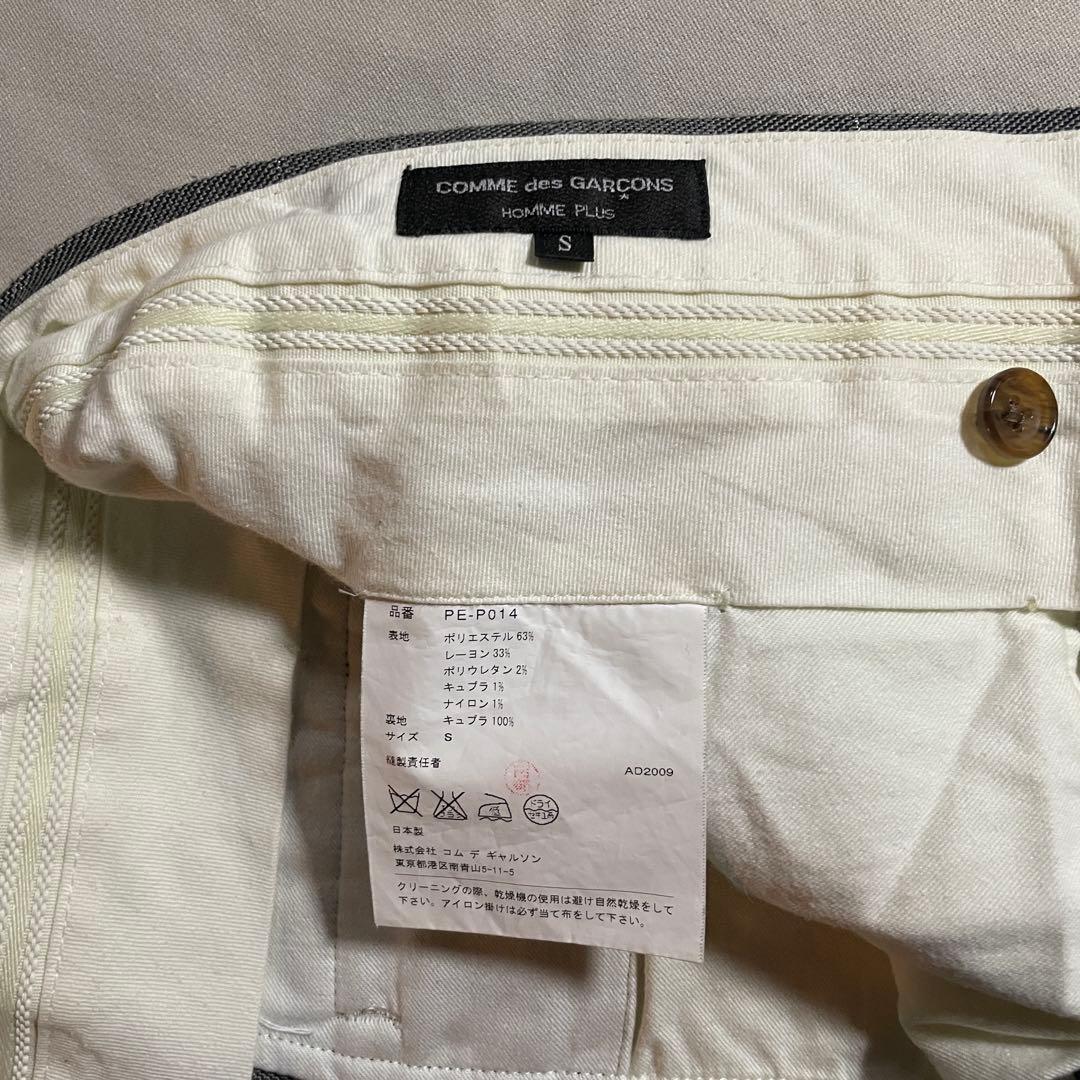 COMME des GARÇONS
HOMME PLUS
S
品番 PE-P014
表地 ポリエステル 63%
レーヨン 33%
ポリウレタン 2%
キュプラ 1%
ナイロン 1%
裏地 キュプラ 100%
サイズ S
縫製責任者
AD2009
低
ドライ
セキユ系
日本製
株式会社 コム デ ギャルソン
東京都港区南青山5-11-5
クリーニングの際、乾燥機の使用は避け自然乾燥をして
下さい。アイロン掛けは必ず当て布をして下さい。